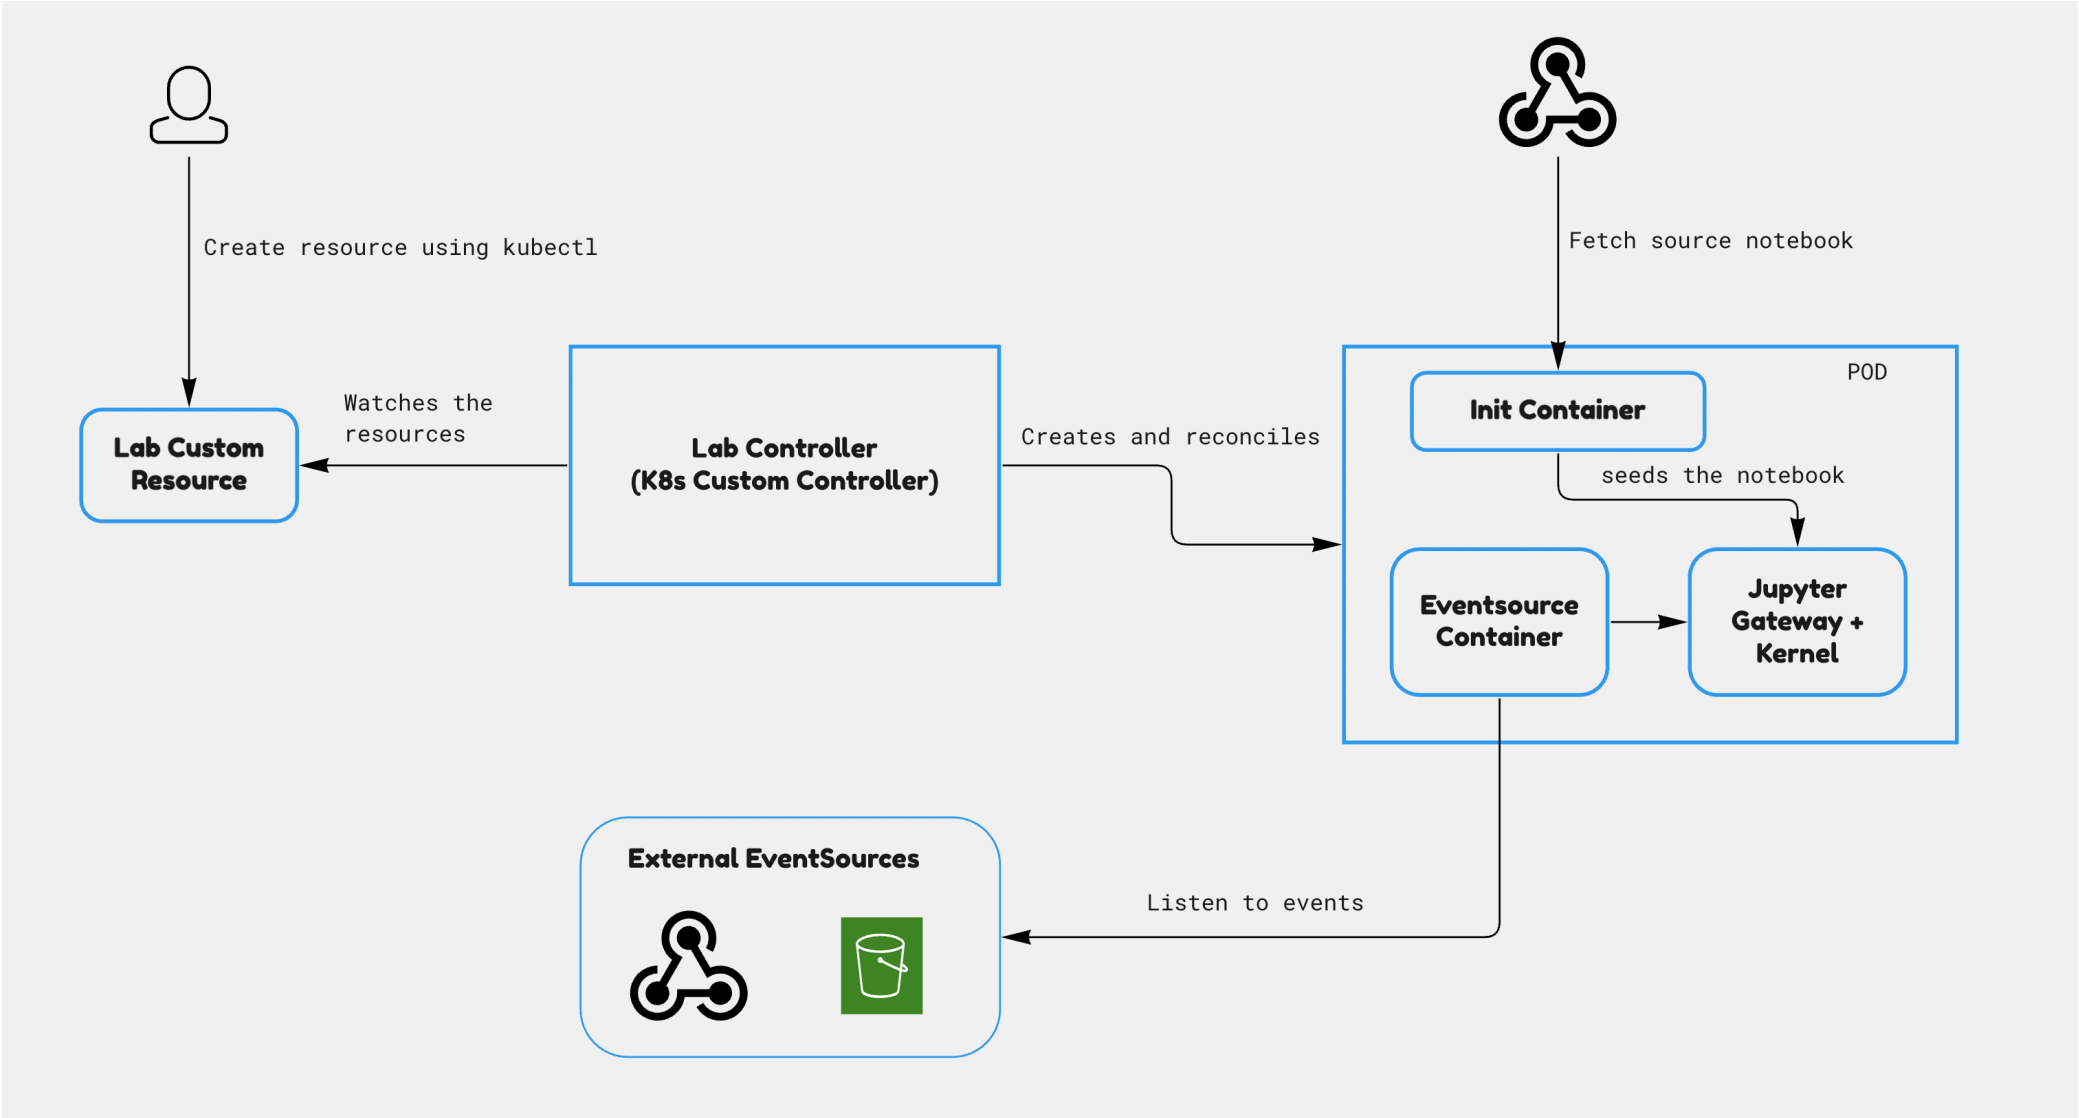 Create resource using kubectl
Fetch source notebook
Watches the
resources
Lab Custom
Resource
Lab Controller
(K8s Custom Controller)
Creates and reconciles
POD
Init Container
seeds the notebook
Eventsource
Container
Jupyter
Gateway +
Kernel
External EventSources
Listen to events